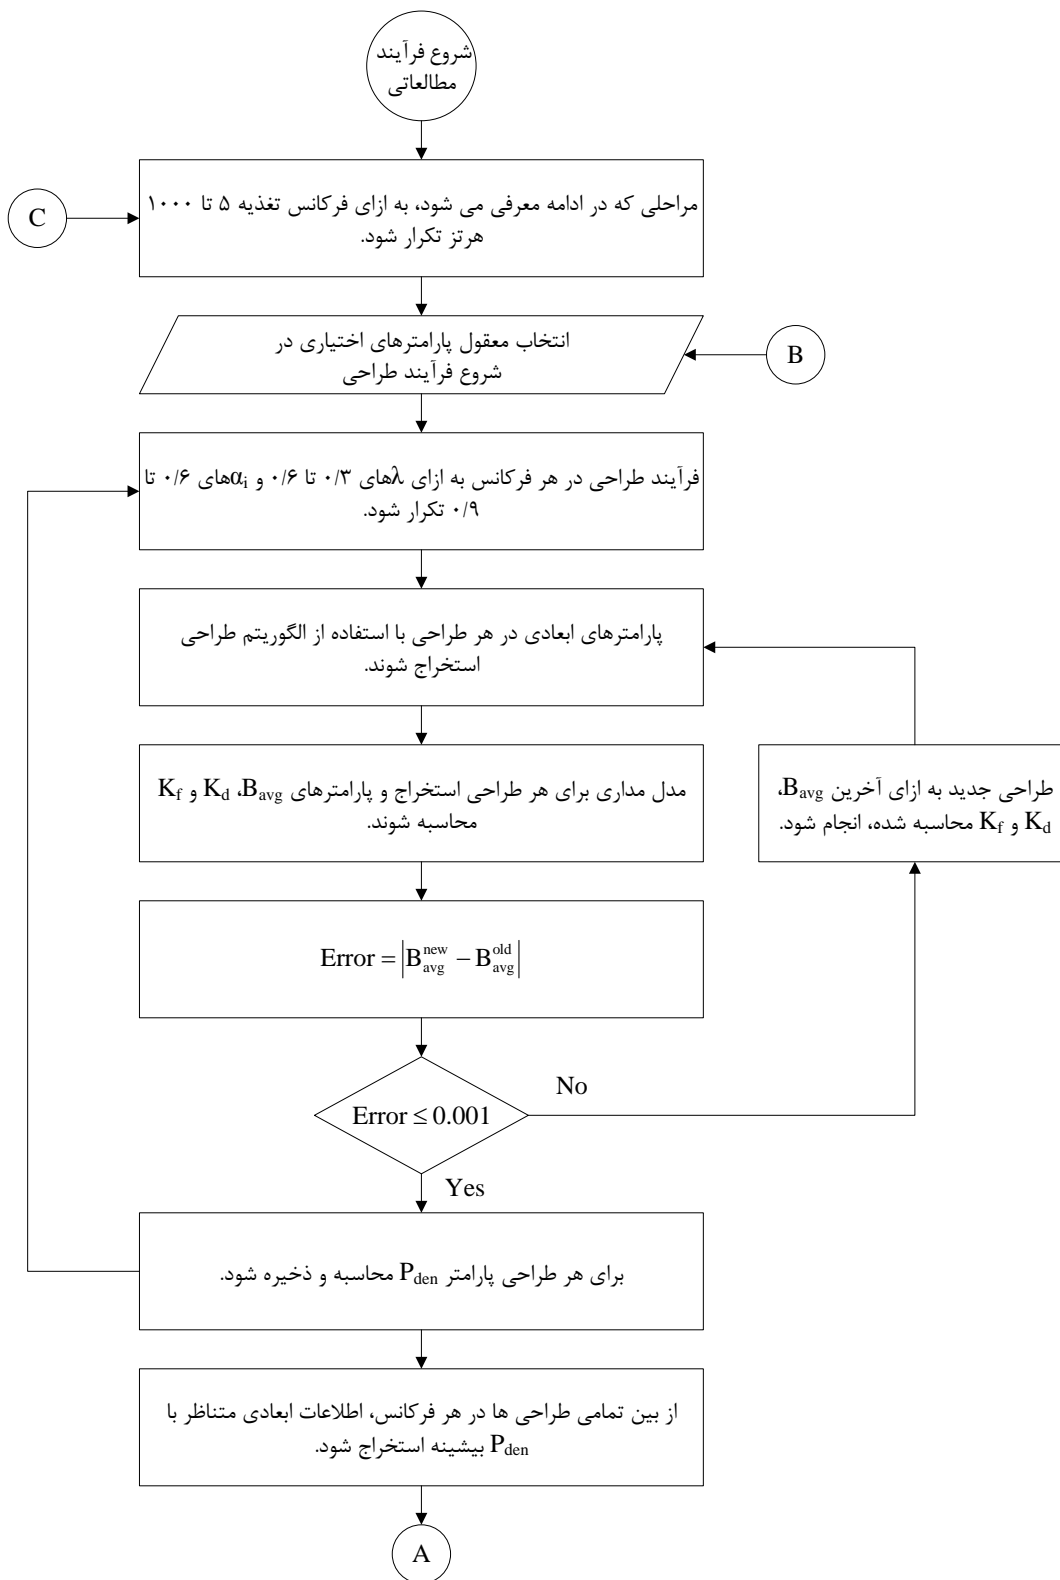 شروع فرآیند
مطالعاتی
مراحلی که در ادامه معرفی می شود، به ازای فرکانس تغذیه ۵ تا ۱۰۰۰
هرتز تکرار شود.
C
انتخاب معقول پارامترهای اختیاری در
شروع فرآیند طراحی
B
فرآیند طراحی در هر فرکانس به ازای λهای ۰/۳ تا ۰/۶ و αiهای ۰/۶ تا
۰/۹ تکرار شود.
پارامترهای ابعادی در هر طراحی با استفاده از الگوریتم طراحی
استخراج شوند.
مدل مداری برای هر طراحی استخراج و پارامترهای Bavg، Kd و Kf
محاسبه شوند.
طراحی جدید به ازای آخرین Bavg،
Kd و Kf محاسبه شده، انجام شود.
Error = |B_avg^new − B_avg^old|
Error ≤ 0.001
No
Yes
برای هر طراحی پارامتر Pden محاسبه و ذخیره شود.
از بین تمامی طراحی ها در هر فرکانس، اطلاعات ابعادی متناظر با
Pden بیشینه استخراج شود.
A